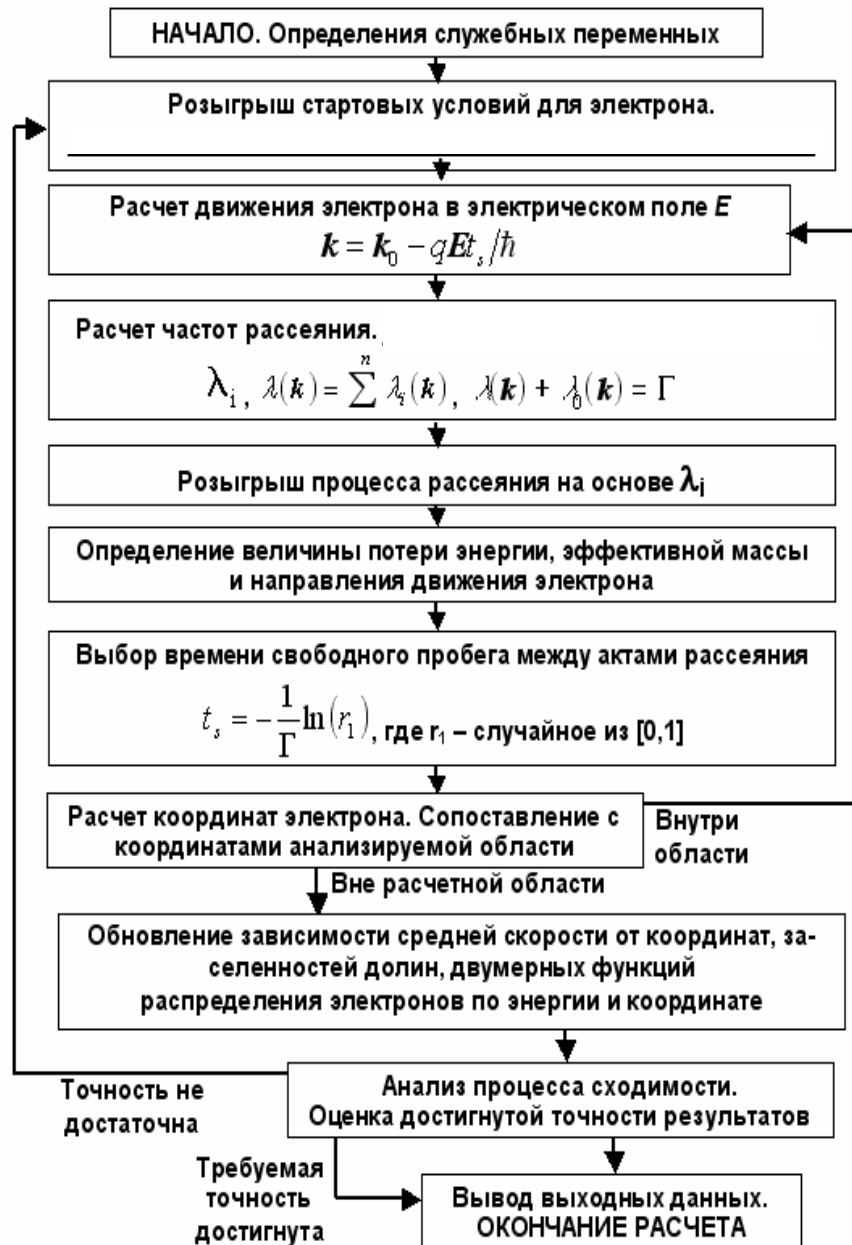 НАЧАЛО. Определения служебных переменных
Розыгрыш стартовых условий для электрона.
Расчет движения электрона в электрическом поле E
k = k₀ − qEtₛ/ħ
Расчет частот рассеяния.
λi , λ(k) = ∑ⁿ λᵢ(k), λ(k) + λ₀(k) = Γ
Розыгрыш процесса рассеяния на основе λi
Определение величины потери энергии, эффективной массы
и направления движения электрона
Выбор времени свободного пробега между актами рассеяния
tₛ = −1/Γ ln(r₁), где r₁ – случайное из [0,1]
Расчет координат электрона. Сопоставление с
координатами анализируемой области
Внутри
области
Вне расчетной области
Обновление зависимости средней скорости от координат, за-
селенностей долин, двумерных функций
распределения электронов по энергии и координате
Точность не
достаточна
Анализ процесса сходимости.
Оценка достигнутой точности результатов
Требуемая
точность
достигнута
Вывод выходных данных.
ОКОНЧАНИЕ РАСЧЕТА